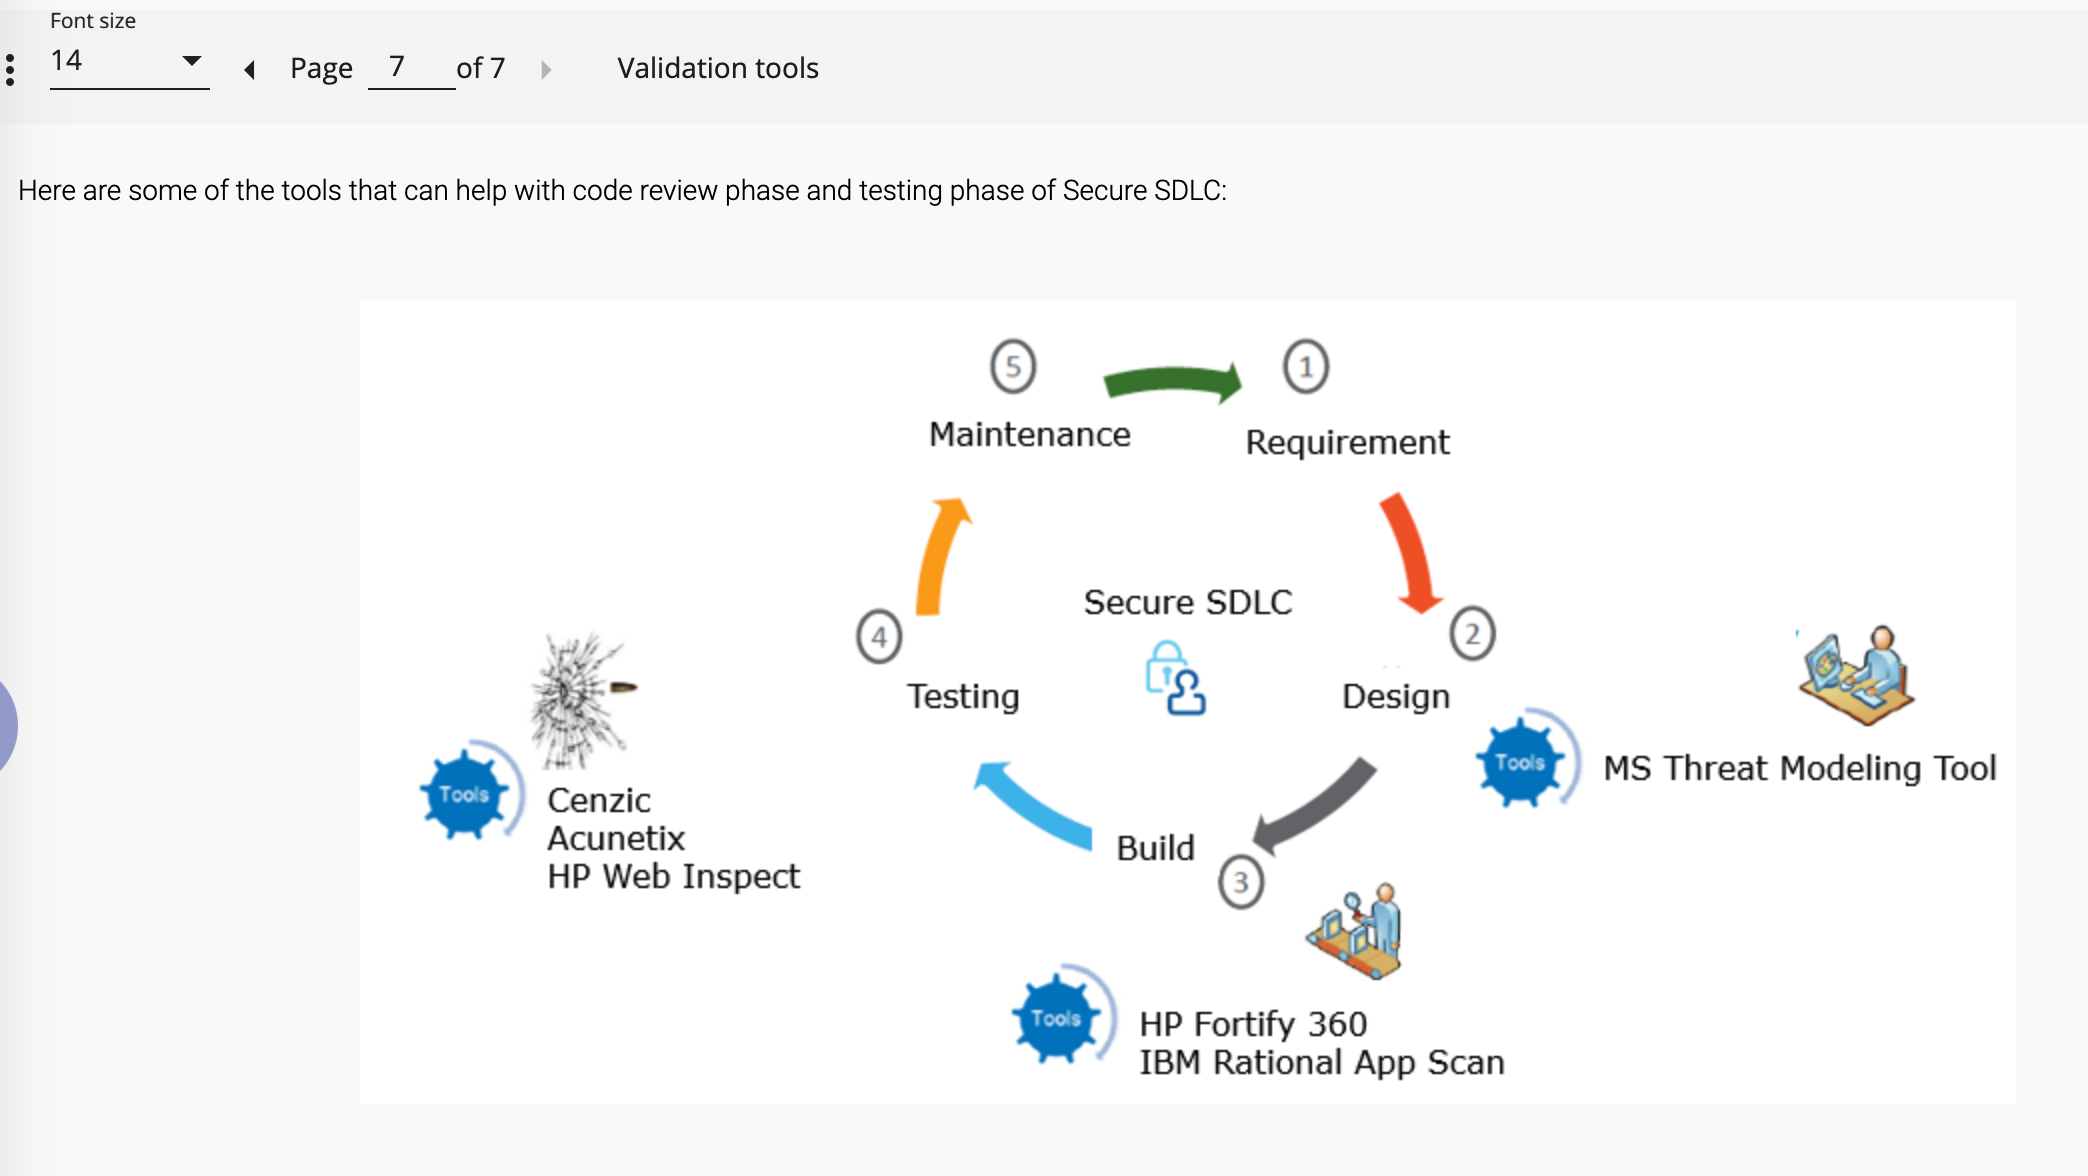 Font size
14
Page 7 of 7
Validation tools
Here are some of the tools that can help with code review phase and testing phase of Secure SDLC:
5
1
Maintenance
Requirement
Secure SDLC
4
2
Testing
Design
Tools
MS Threat Modeling Tool
Tools
Cenzic
Acunetix
HP Web Inspect
Build
3
Tools
HP Fortify 360
IBM Rational App Scan